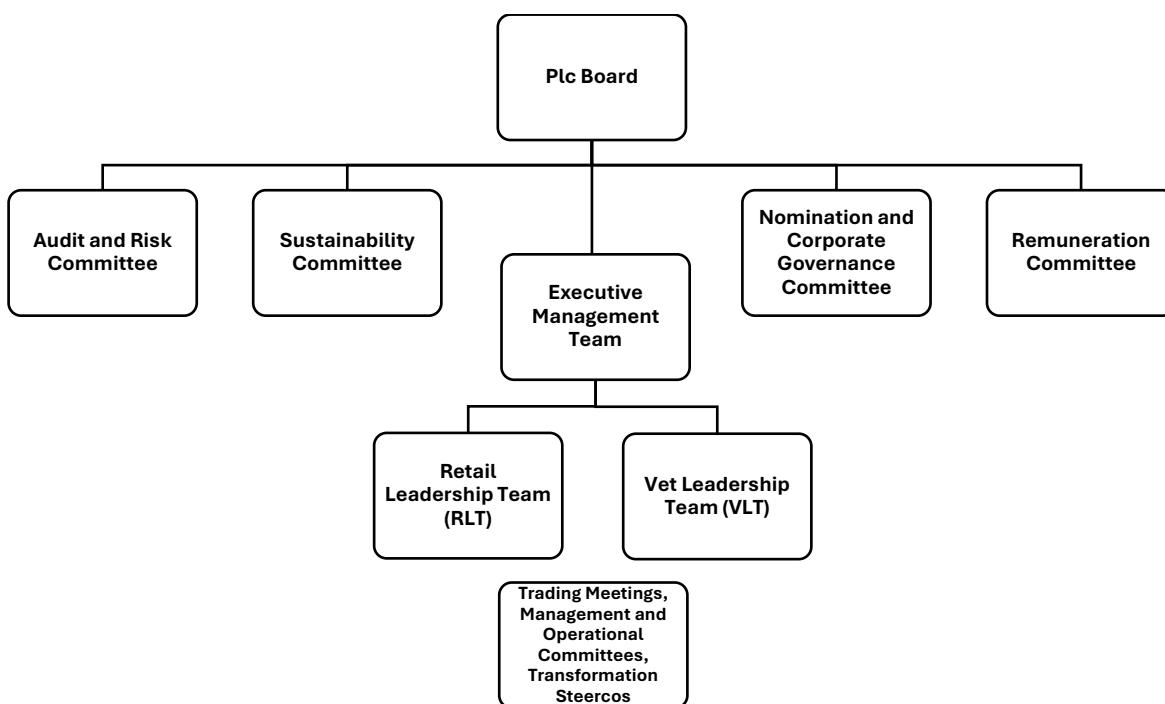 Plc Board
Audit and Risk
Committee
Sustainability
Committee
Executive
Management
Team
Nomination and
Corporate
Governance
Committee
Remuneration
Committee
Retail
Leadership Team
(RLT)
Vet Leadership
Team (VLT)
Trading Meetings,
Management and
Operational
Committees,
Transformation
Steercos